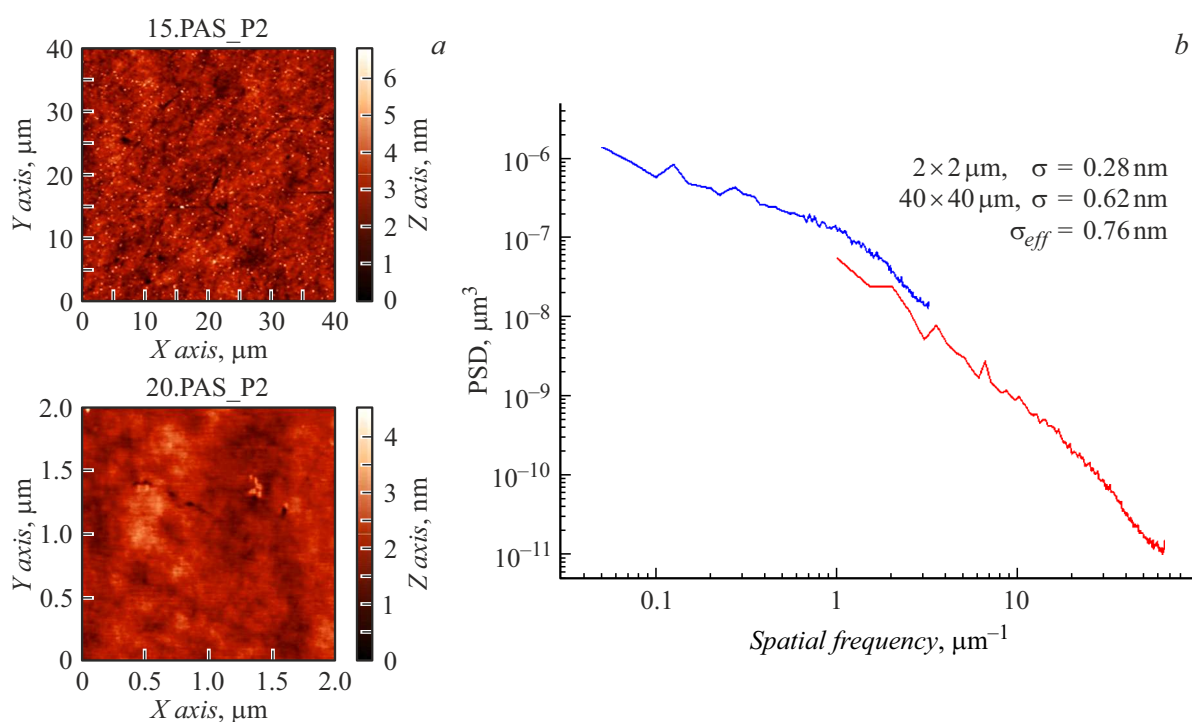 15.PAS_P2
a
40
30
20
10
0
Y axis, μm
0
10
20
30
40
X axis, μm
6
5
4
3
2
1
0
Z axis, nm
20.PAS_P2
2.0
1.5
1.0
0.5
0
Y axis, μm
0
0.5
1.0
1.5
2.0
X axis, μm
4
3
2
1
0
Z axis, nm
b
2 × 2 μm, σ = 0.28 nm
40 × 40 μm, σ = 0.62 nm
σeff = 0.76 nm
PSD, μm³
10⁻⁶
10⁻⁷
10⁻⁸
10⁻⁹
10⁻¹⁰
10⁻¹¹
0.1
1
10
Spatial frequency, μm⁻¹